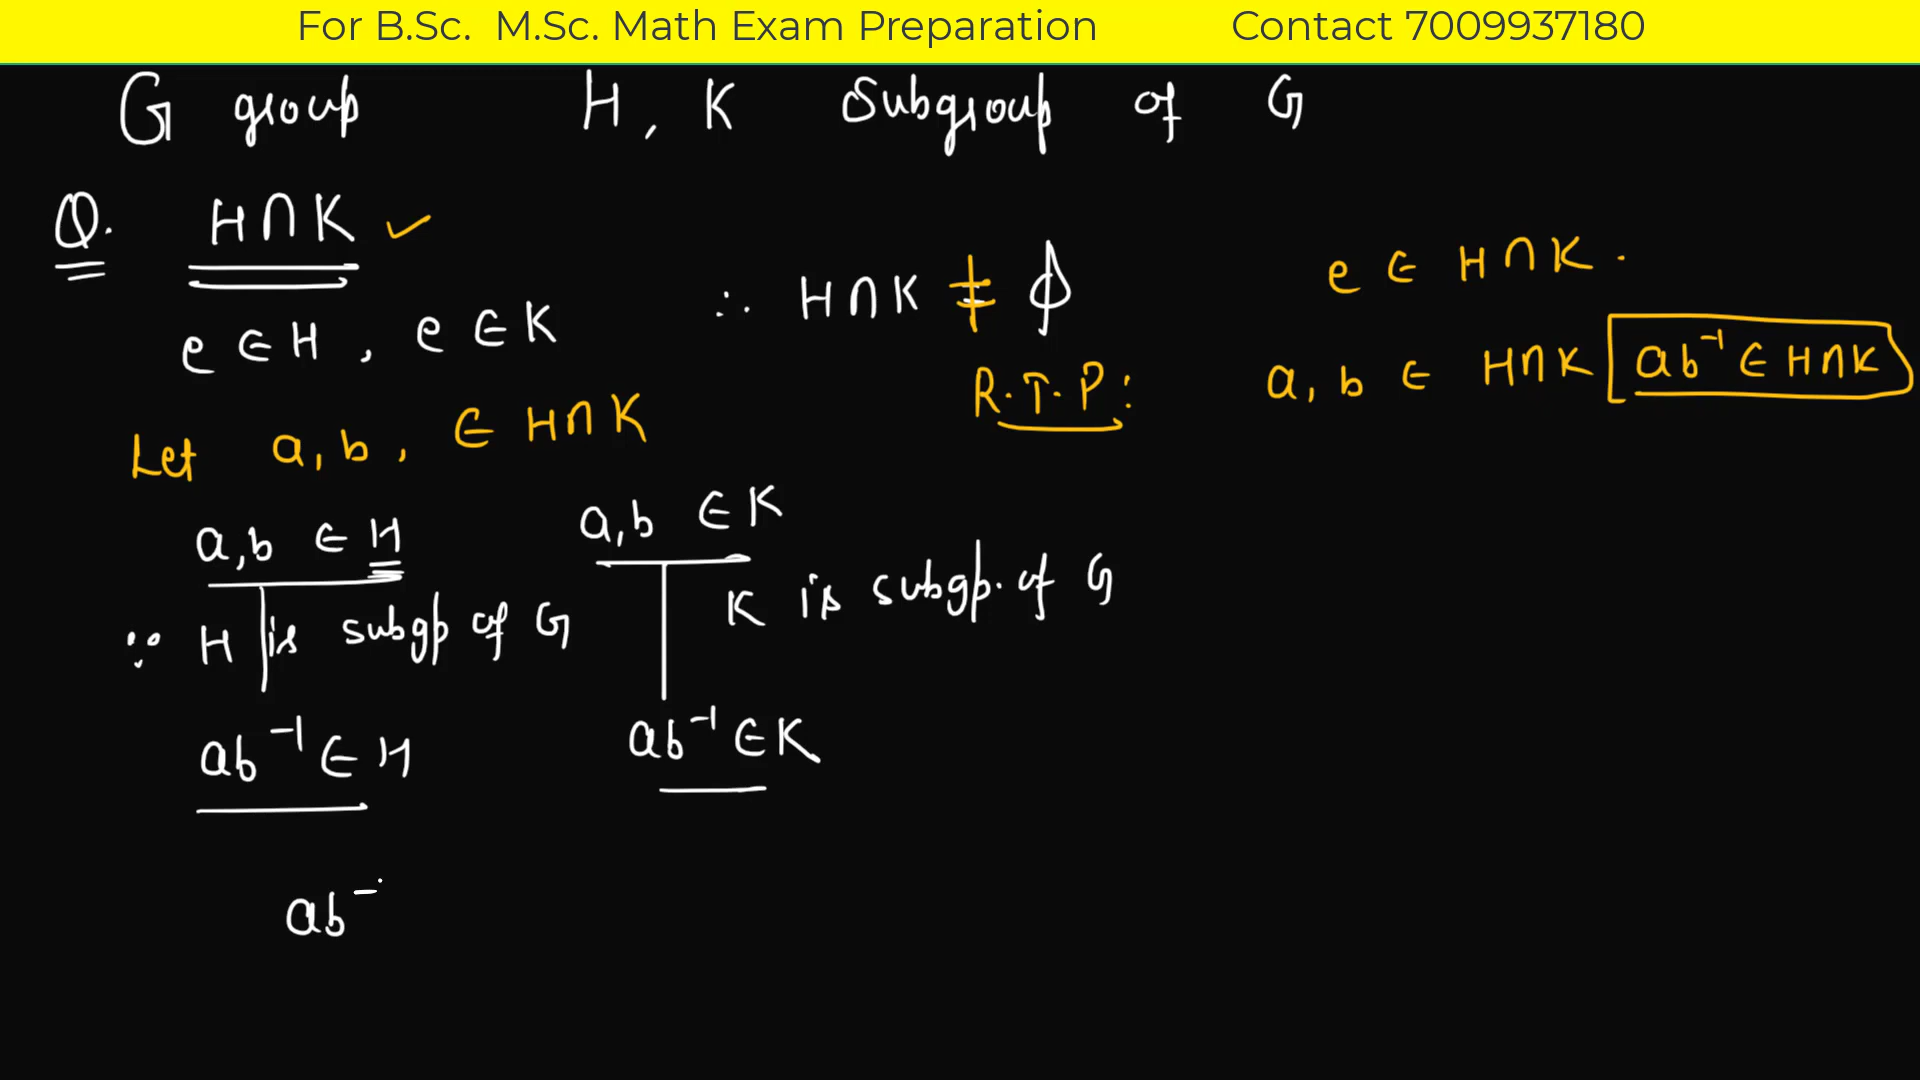 For B.Sc. M.Sc. Math Exam Preparation Contact 7009937180
G group H, K Subgroup of G
Q. H∩K ✓
e ∈ H∩K.
e ∈ H, e ∈ K ∴ H∩K ≠ ϕ
R.T.P: a, b ∈ H∩K ab⁻¹ ∈ H∩K
Let a, b, ∈ H∩K
a,b ∈ H a,b ∈ K
∵ H is subgp of G K is subgp. of G
ab⁻¹ ∈ H ab⁻¹ ∈ K
ab⁻